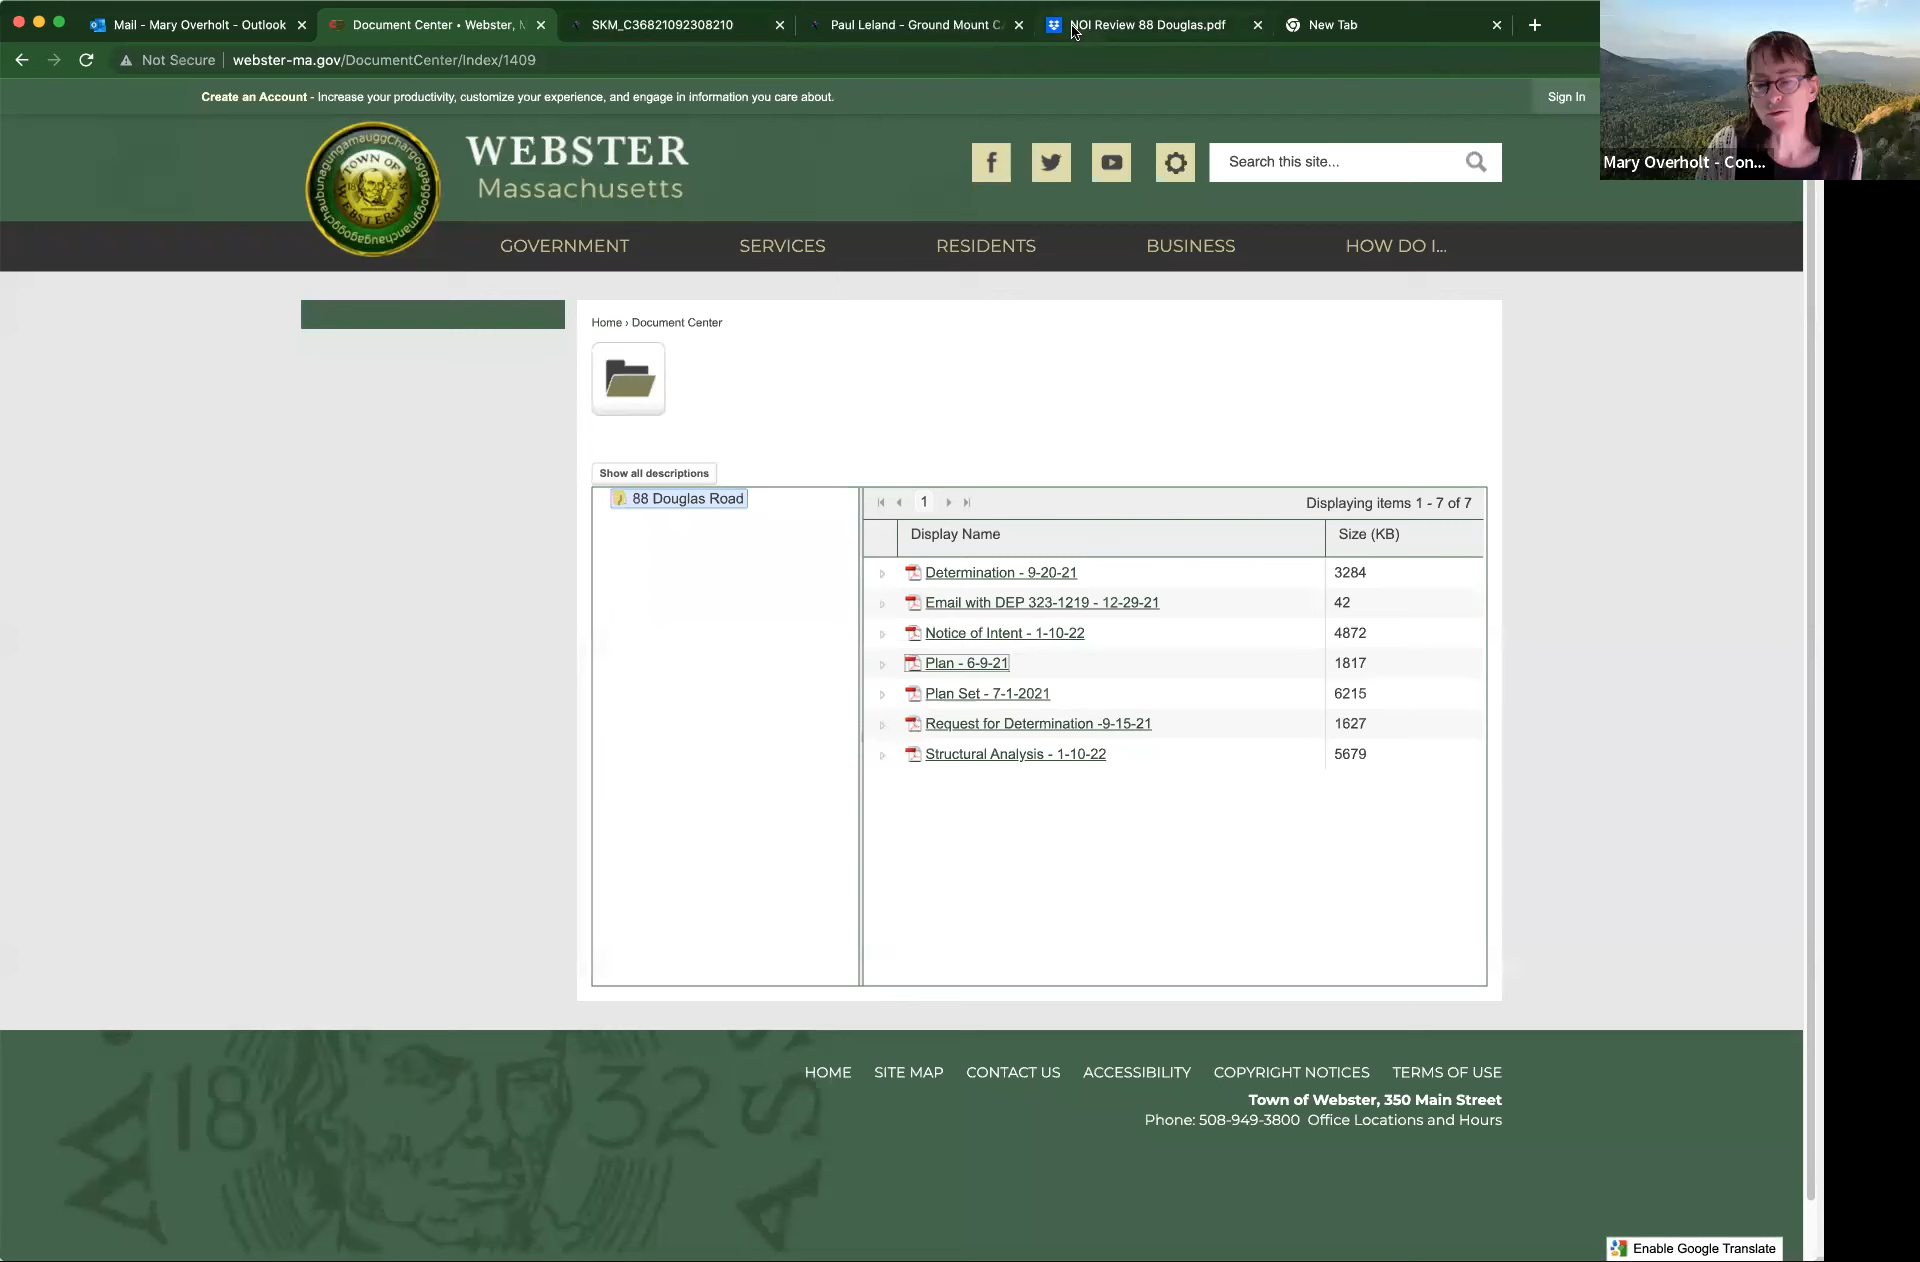 Mail - Mary Overholt - Outlook
Document Center • Webster, M
SKM_C36821092308210
Paul Leland - Ground Mount C
NOI Review 88 Douglas.pdf
New Tab
Not Secure
webster-ma.gov/DocumentCenter/Index/1409
Create an Account - Increase your productivity, customize your experience, and engage in information you care about.
Sign In
Mary Overholt - Con...
TOWN OF
WEBSTER
WEBSTER
Massachusetts
Search this site...
GOVERNMENT
SERVICES
RESIDENTS
BUSINESS
HOW DO I...
Home › Document Center
Show all descriptions
88 Douglas Road
1
Displaying items 1 - 7 of 7
Display Name
Size (KB)
Determination - 9-20-21
3284
Email with DEP 323-1219 - 12-29-21
42
Notice of Intent - 1-10-22
4872
Plan - 6-9-21
1817
Plan Set - 7-1-2021
6215
Request for Determination -9-15-21
1627
Structural Analysis - 1-10-22
5679
18 32
HOME
SITE MAP
CONTACT US
ACCESSIBILITY
COPYRIGHT NOTICES
TERMS OF USE
Town of Webster, 350 Main Street
Phone: 508-949-3800 Office Locations and Hours
Enable Google Translate